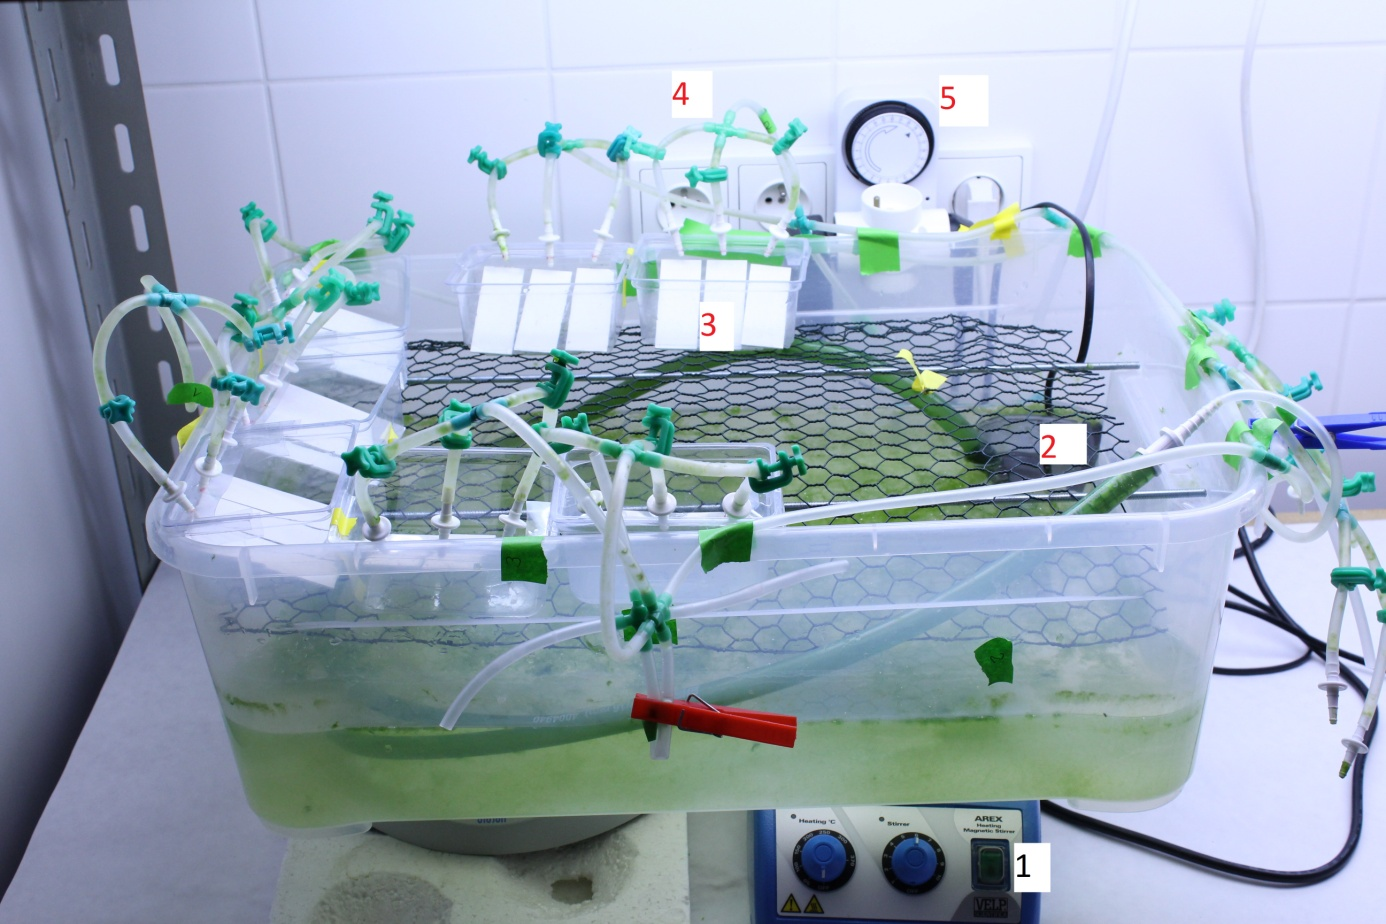 4
5
3
2
Heating °C
Stirrer
AREX
Heating
Magnetic Stirrer
1
VELP